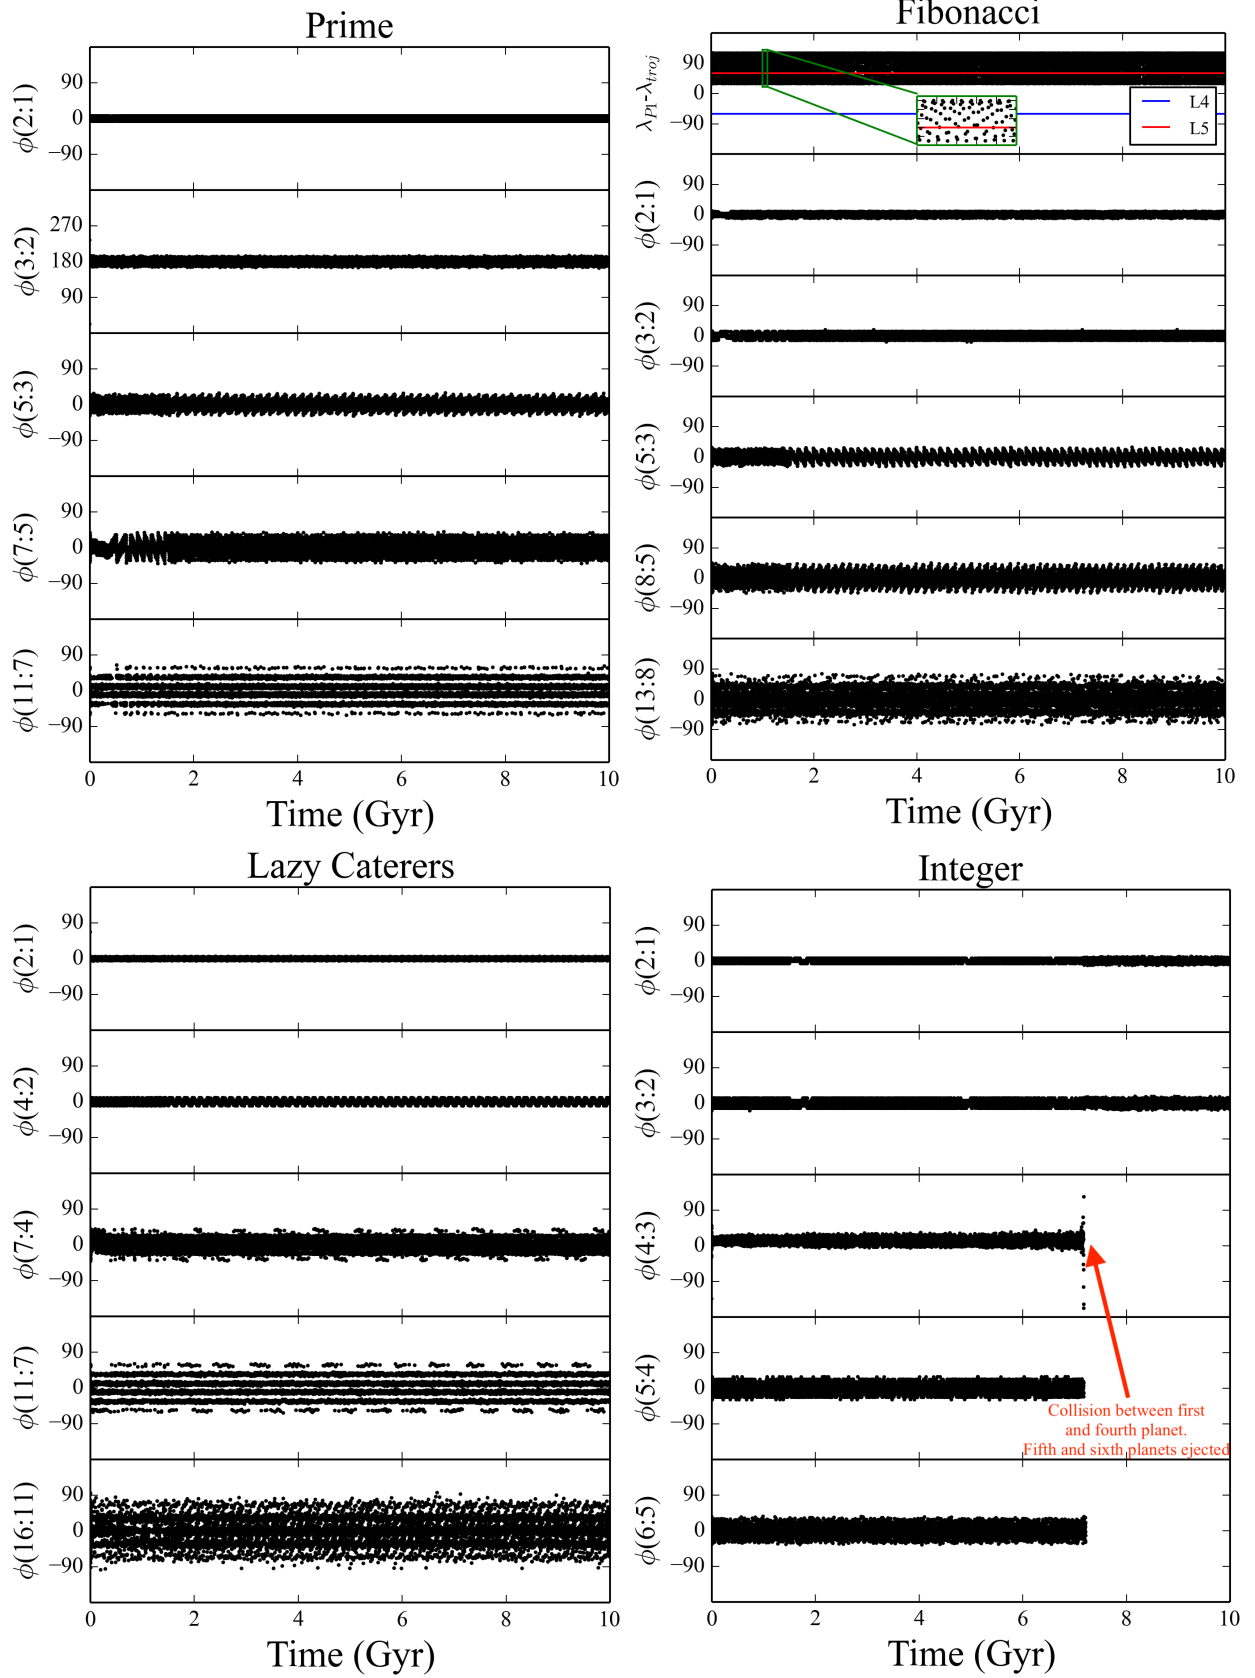 Prime
ϕ(2:1)
90
0
−90
ϕ(3:2)
270
180
90
ϕ(5:3)
90
0
−90
ϕ(7:5)
90
0
−90
ϕ(11:7)
90
0
−90
0 2 4 6 8 10
Time (Gyr)
Fibonacci
λP1-λtroj
90
0
−90
L4
L5
ϕ(2:1)
90
0
−90
ϕ(3:2)
90
0
−90
ϕ(5:3)
90
0
−90
ϕ(8:5)
90
0
−90
ϕ(13:8)
90
0
−90
0 2 4 6 8 10
Time (Gyr)
Lazy Caterers
ϕ(2:1)
90
0
−90
ϕ(4:2)
90
0
−90
ϕ(7:4)
90
0
−90
ϕ(11:7)
90
0
−90
ϕ(16:11)
90
0
−90
0 2 4 6 8 10
Time (Gyr)
Integer
ϕ(2:1)
90
0
−90
ϕ(3:2)
90
0
−90
ϕ(4:3)
90
0
−90
ϕ(5:4)
90
0
−90
Collision between first
and fourth planet.
Fifth and sixth planets ejected
ϕ(6:5)
90
0
−90
0 2 4 6 8 10
Time (Gyr)